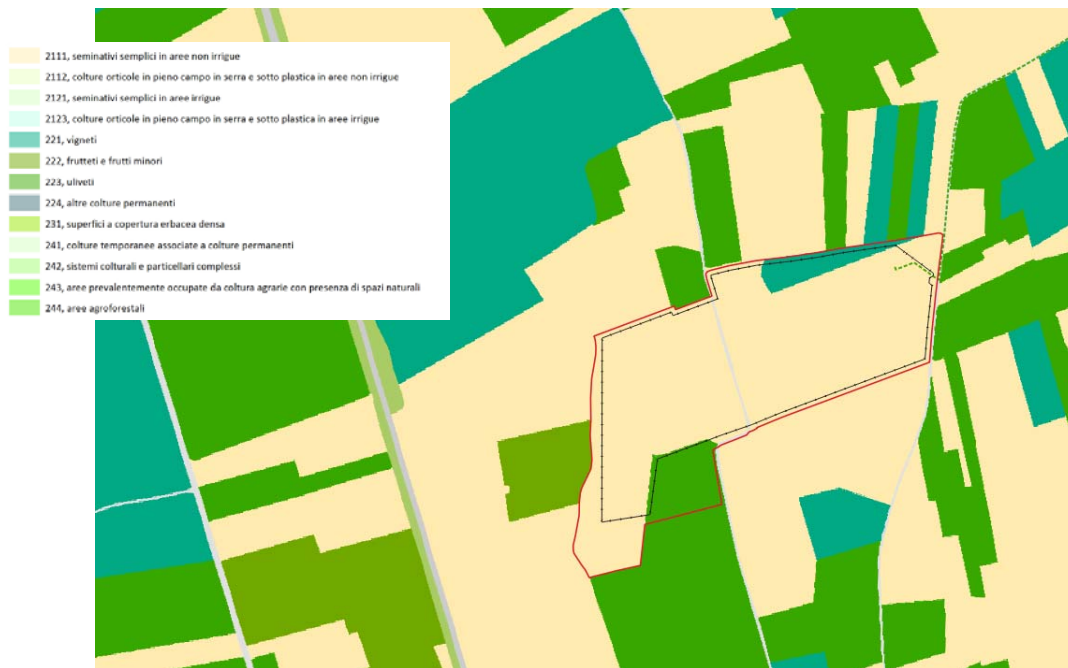 2111, seminativi semplici in aree non irrigue
2112, colture orticole in pieno campo in serra e sotto plastica in aree non irrigue
2121, seminativi semplici in aree irrigue
2123, colture orticole in pieno campo in serra e sotto plastica in aree irrigue
221, vigneti
222, frutteti e frutti minori
223, uliveti
224, altre colture permanenti
231, superfici a copertura erbacea densa
241, colture temporanee associate a colture permanenti
242, sistemi colturali e particellari complessi
243, aree prevalentemente occupate da coltura agrarie con presenza di spazi naturali
244, aree agroforestali